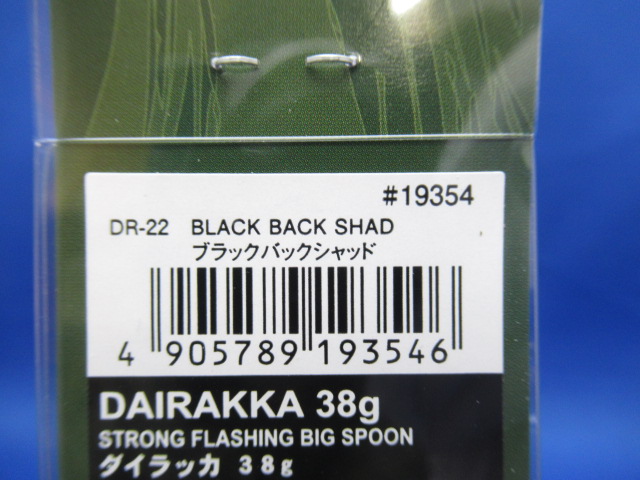 #19354
DR-22 BLACK BACK SHAD
ブラックバックシャッド
4 905789 193546
DAIRAKKA 38g
STRONG FLASHING BIG SPOON
ダイラッカ 38g